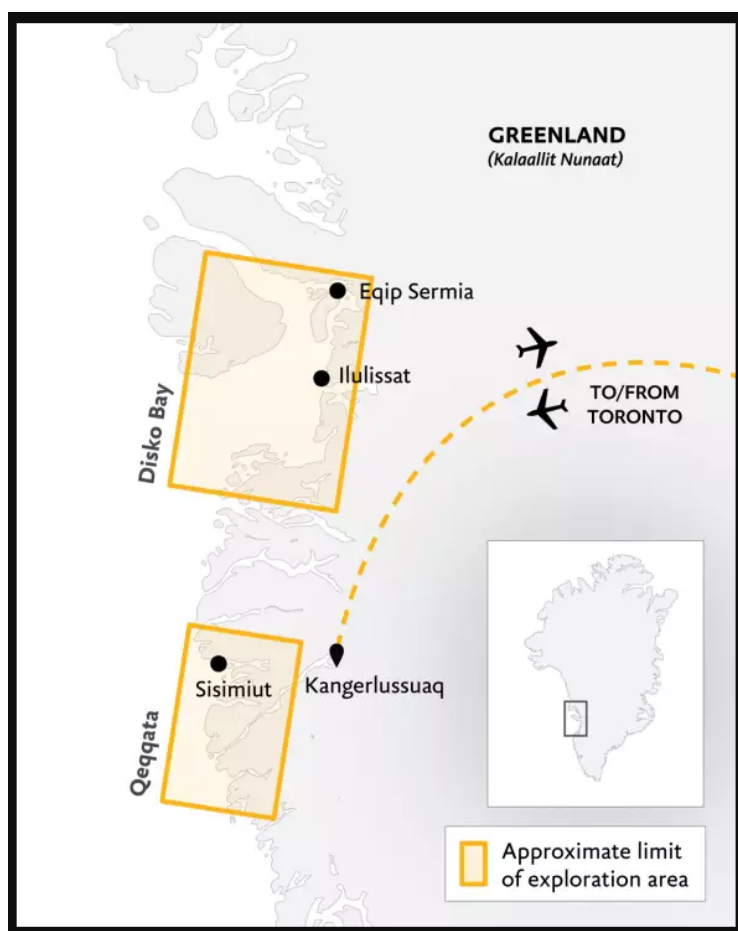 GREENLAND
(Kalaallit Nunaat)
Eqip Sermia
Ilulissat
Disko Bay
TO/FROM
TORONTO
Sisimiut
Kangerlussuaq
Qeqqata
Approximate limit
of exploration area